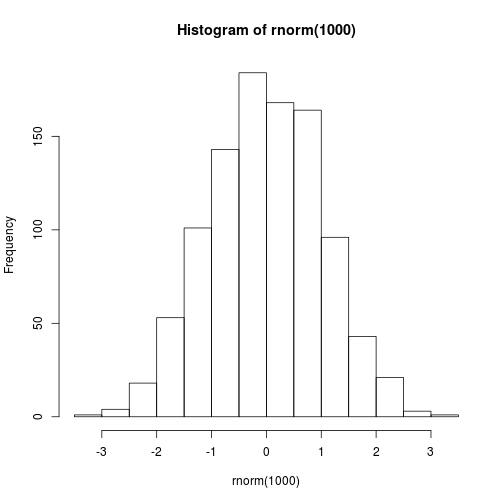 Histogram of rnorm(1000)
Frequency
150
100
50
0
-3 -2 -1 0 1 2 3
rnorm(1000)